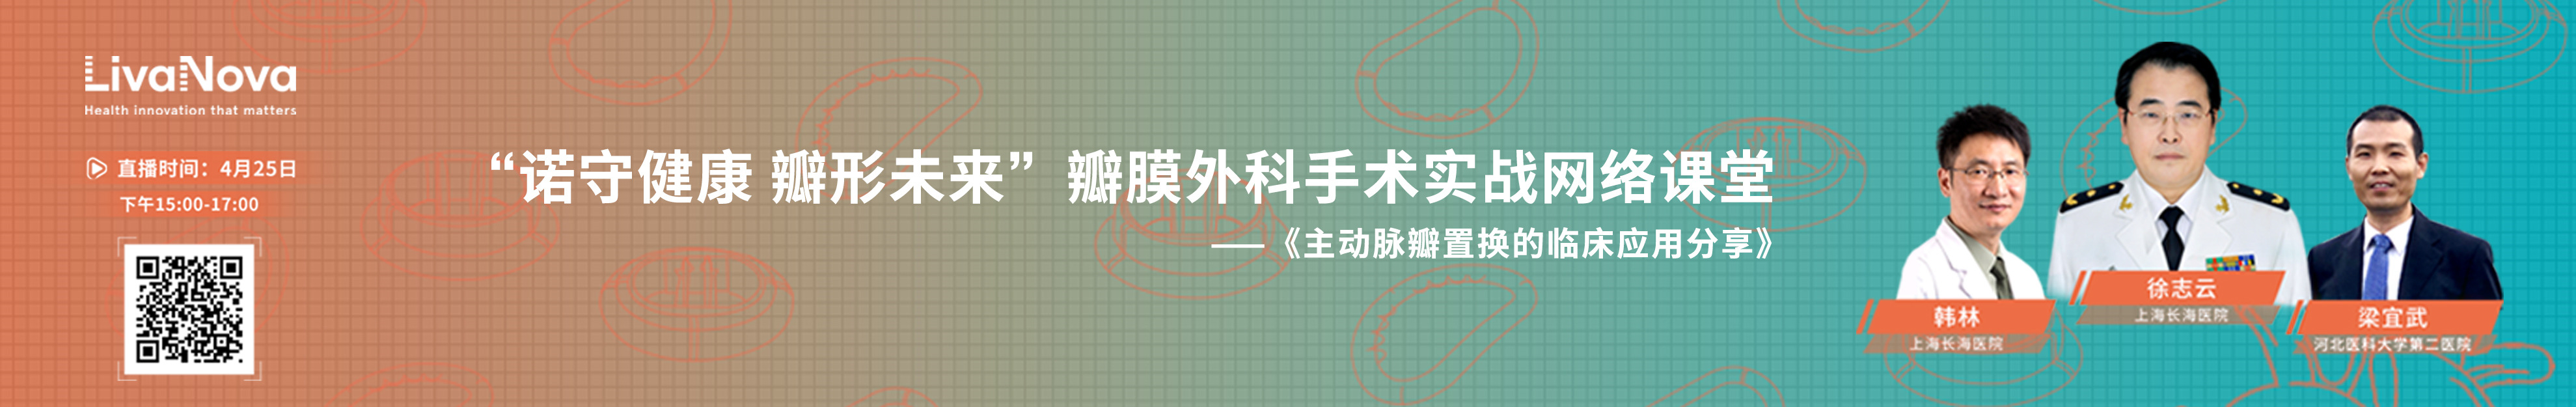 LivaNova
Health innovation that matters
直播时间：4月25日
下午15:00-17:00
“诺守健康 瓣形未来”瓣膜外科手术实战网络课堂
——《主动脉瓣置换的临床应用分享》
韩林
上海长海医院
徐志云
上海长海医院
梁宜武
河北医科大学第二医院